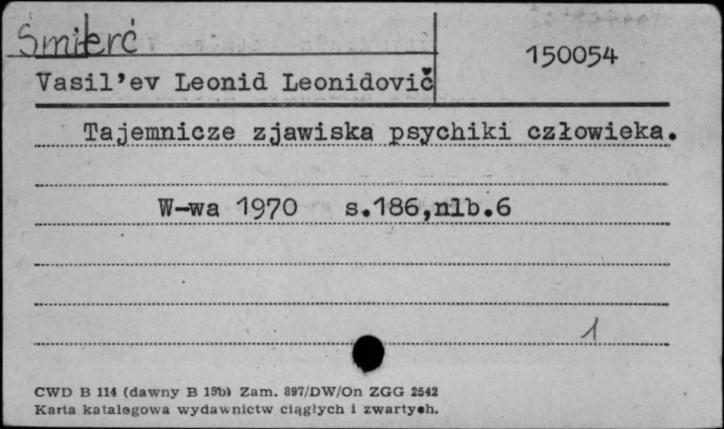 Śmierć
150054
Vasil'ev Leonid Leonidovič
Tajemnicze zjawiska psychiki człowieka.
W-wa 1970 s.186,nlb.6
1
CWD B 114 (dawny B 15b) Zam. 897/DW/On ZGG 2542
Karta katalogowa wydawnictw ciągłych i zwartych.